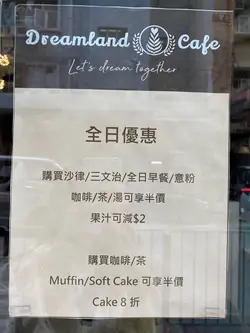 Dreamland Cafe
Let's dream together
全日優惠
購買沙律/三文治/全日早餐/意粉
咖啡/茶/湯可享半價
果汁可減$2
購買咖啡/茶
Muffin/Soft Cake 可享半價
Cake 8 折